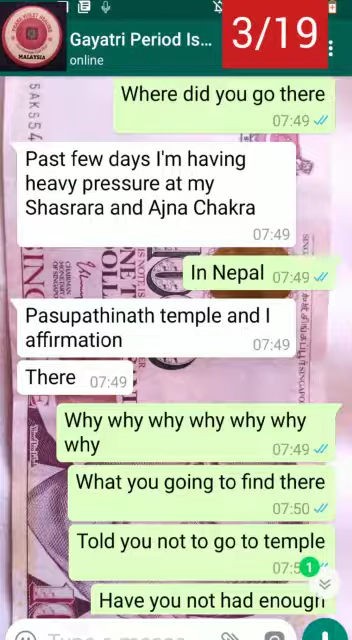 Gayatri Period Is...
online
3/19
MALAYSIA
Where did you go there
07:49
Past few days I'm having
heavy pressure at my
Shasrara and Ajna Chakra
07:49
In Nepal 07:49
Pasupathinath temple and I
affirmation
07:49
There 07:49
Why why why why why why
why
07:49
What you going to find there
07:50
Told you not to go to temple
1
Have you not had enough
Type a message